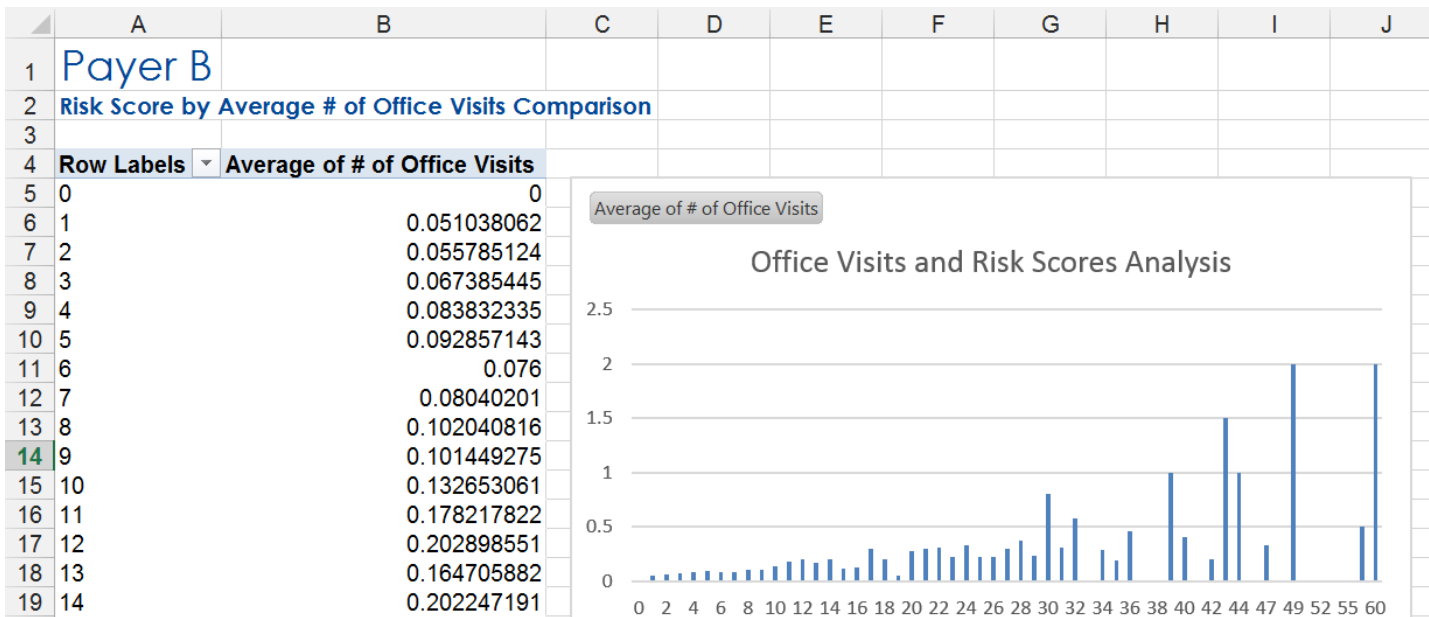 A B C D E F G H I J
1 Payer B
2 Risk Score by Average # of Office Visits Comparison
3
4 Row Labels Average of # of Office Visits
5 0 0
6 1 0.051038062
7 2 0.055785124
8 3 0.067385445
9 4 0.083832335
10 5 0.092857143
11 6 0.076
12 7 0.08040201
13 8 0.102040816
14 9 0.101449275
15 10 0.132653061
16 11 0.178217822
17 12 0.202898551
18 13 0.164705882
19 14 0.202247191
Average of # of Office Visits
Office Visits and Risk Scores Analysis
2.5
2
1.5
1
0.5
0
0 2 4 6 8 10 12 14 16 18 20 22 24 26 28 30 32 34 36 38 40 42 44 47 49 52 55 60